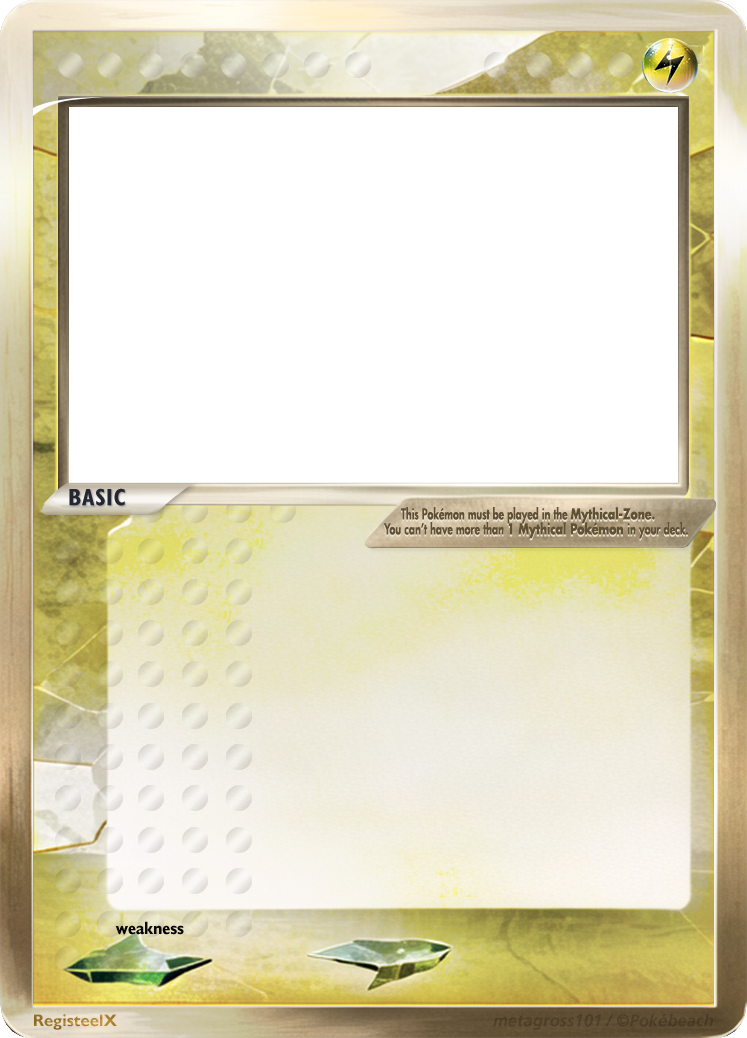 BASIC
This Pokémon must be played in the Mythical-Zone.
You can't have more than 1 Mythical Pokémon in your deck.
weakness
RegisteelX
metagross101 / ©Pokébeach